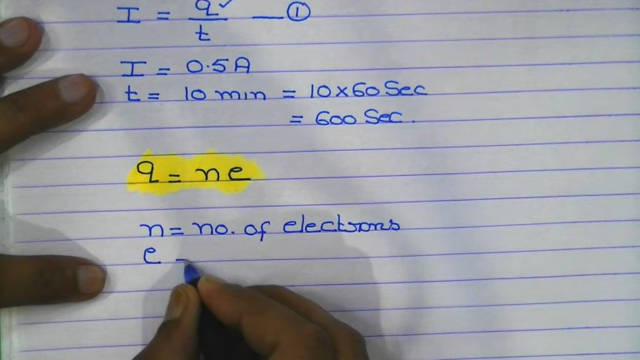 I = q/t — ①
I = 0.5A
t = 10 min = 10×60 Sec
= 600 Sec.
q = ne
n = no. of electrons
e -